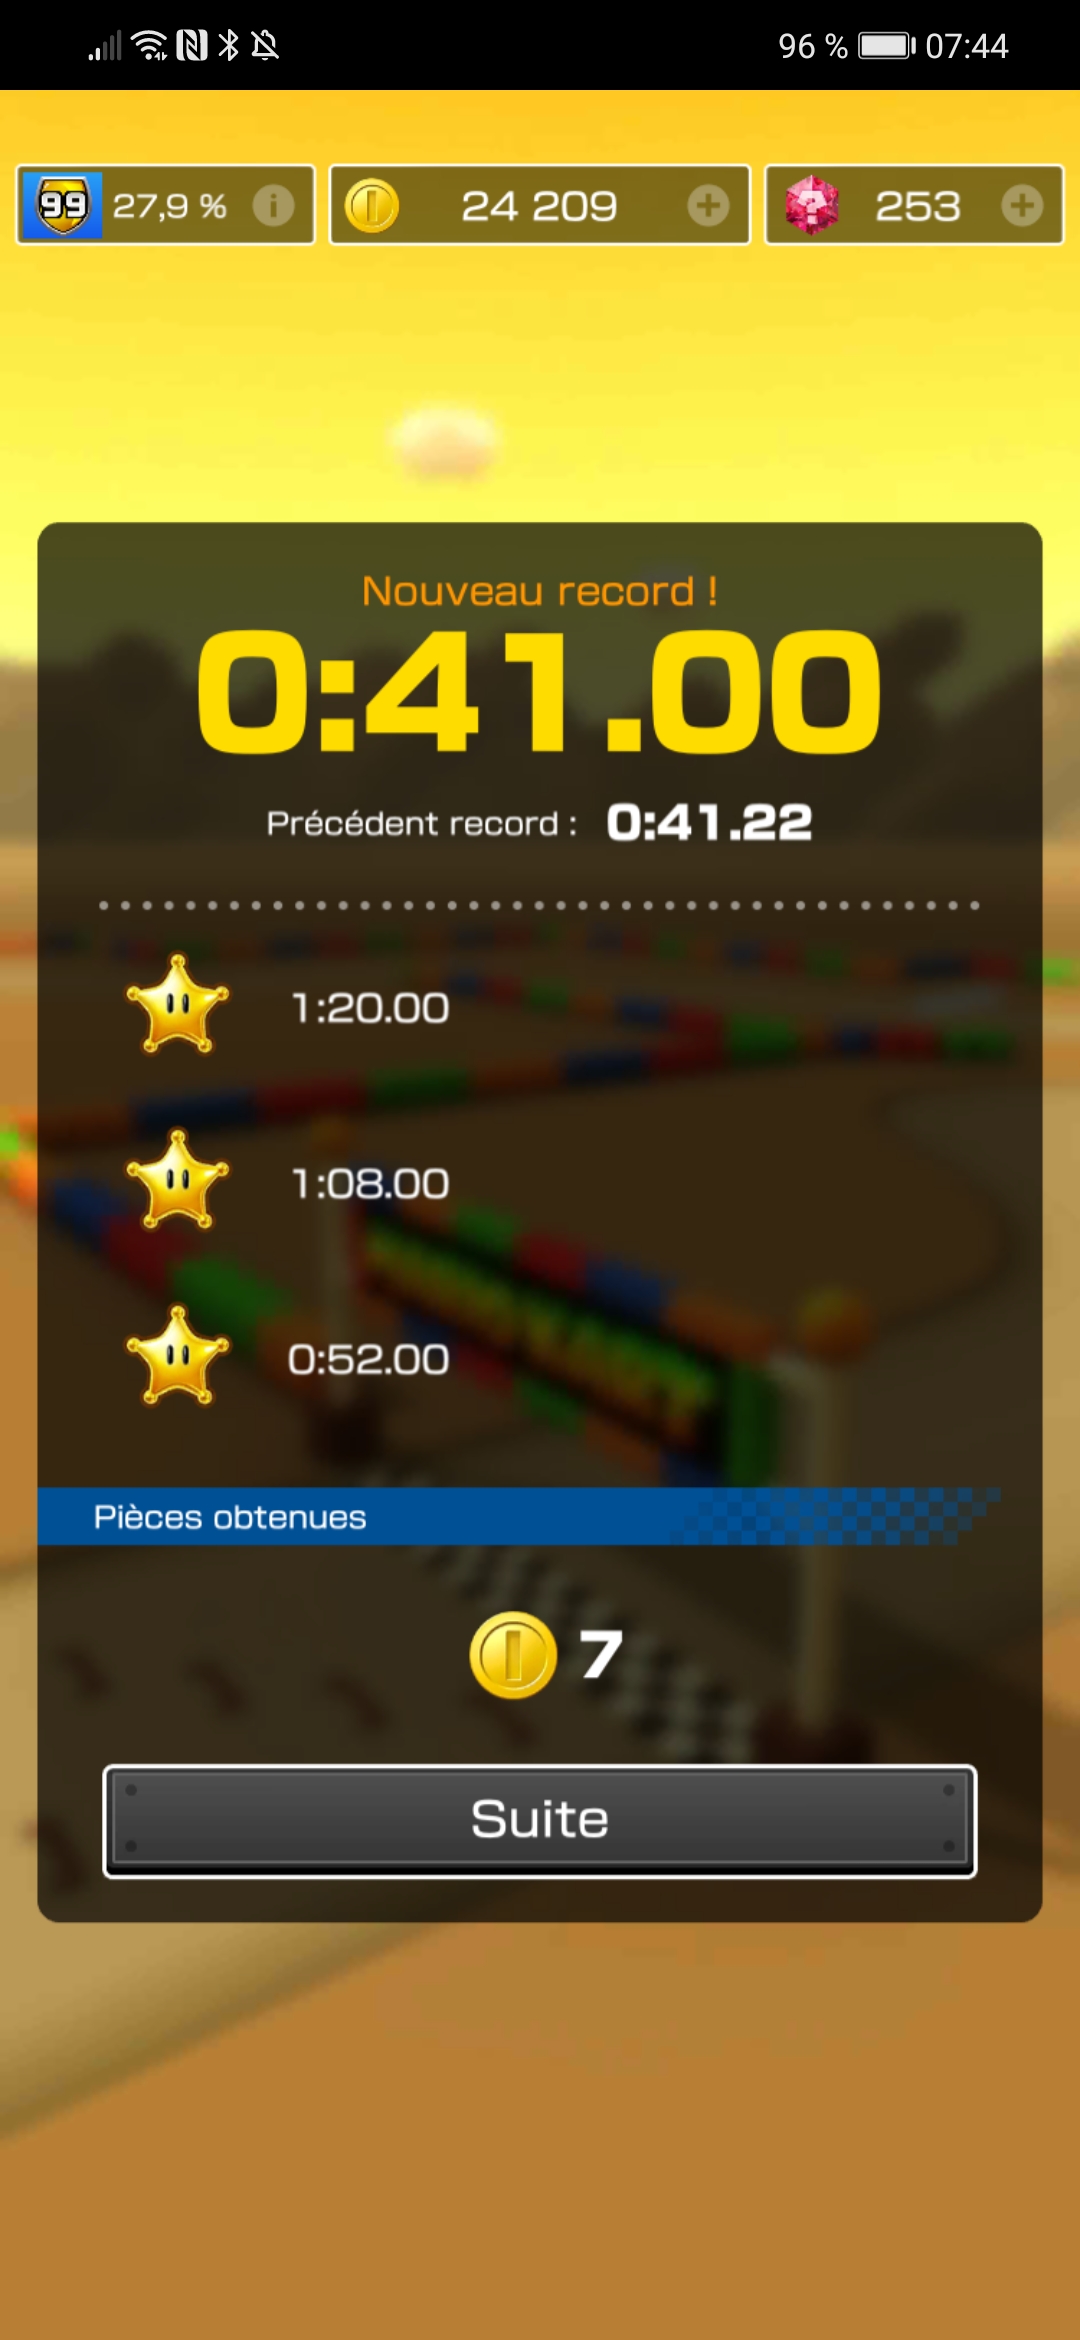 96 % 07:44
99 27,9 % 24 209 253
Nouveau record !
0:41.00
Précédent record : 0:41.22
1:20.00
1:08.00
0:52.00
Pièces obtenues
7
Suite